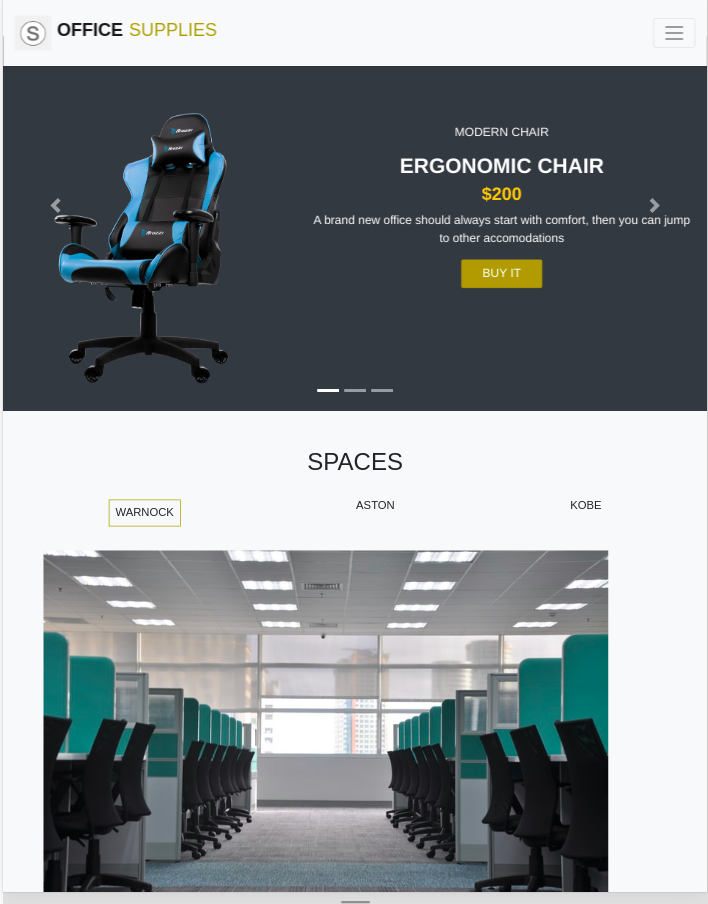 S OFFICE SUPPLIES
MODERN CHAIR
ERGONOMIC CHAIR
$200
A brand new office should always start with comfort, then you can jump
to other accomodations
BUY IT
SPACES
WARNOCK ASTON KOBE